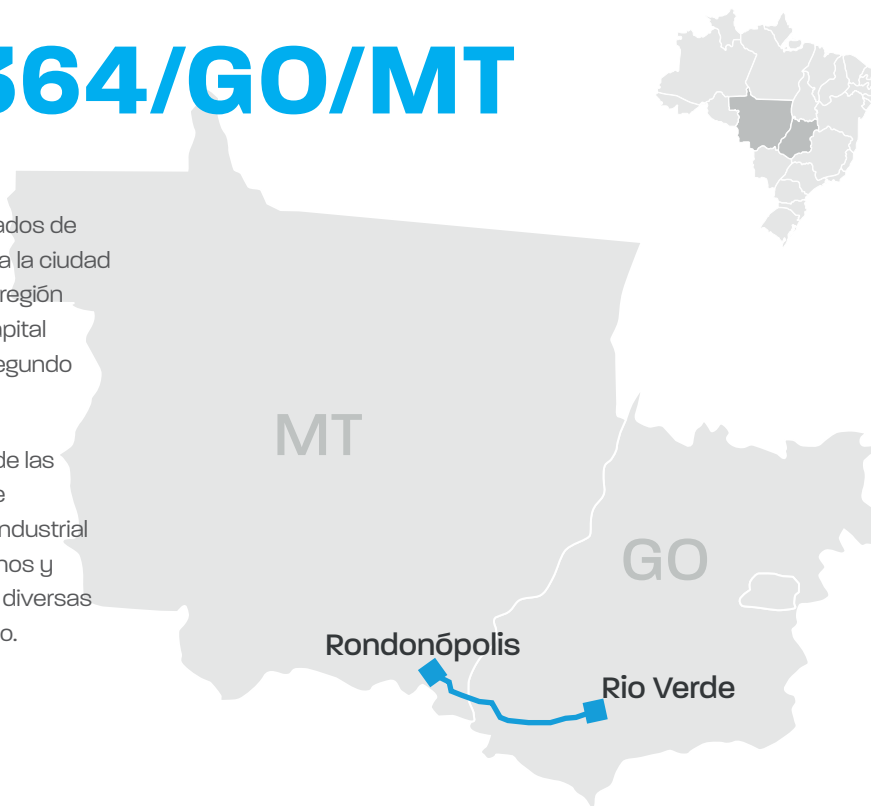 364/GO/MT
ados de
a la ciudad
región
pital
egundo
de las
e
ndustrial
nos y
diversas
o.
MT
GO
Rondonópolis
Rio Verde